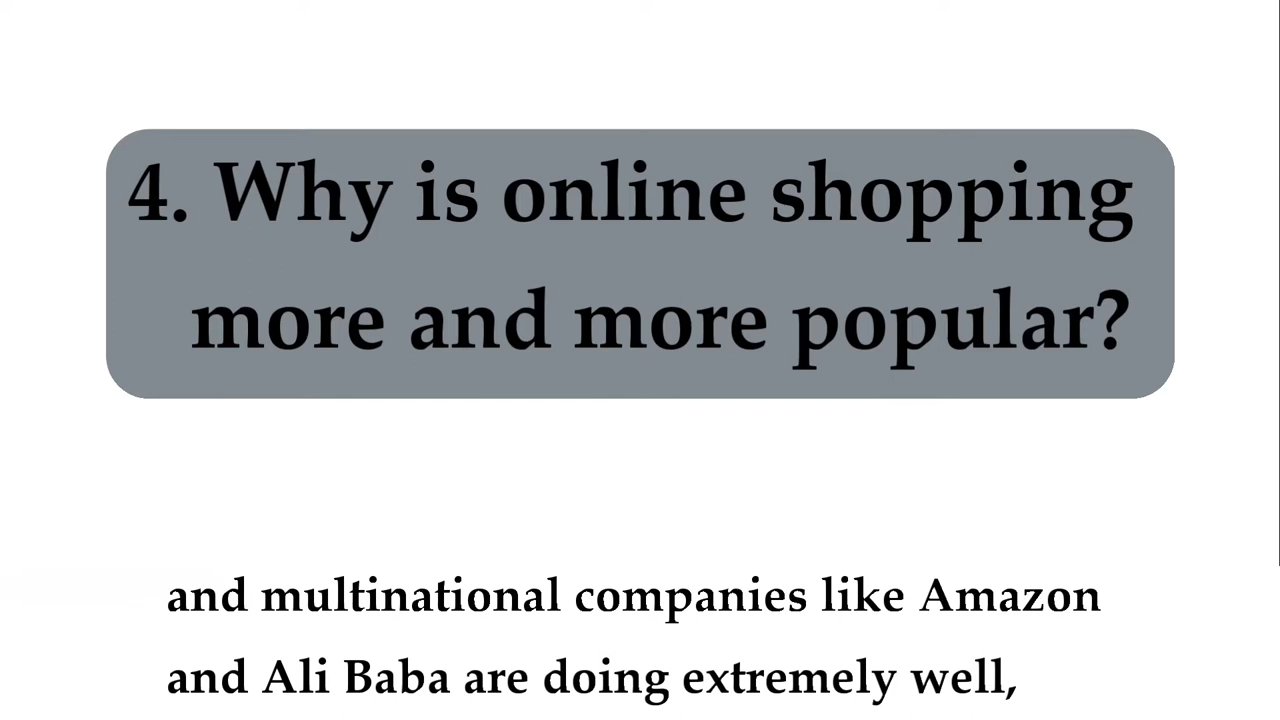 4. Why is online shopping
more and more popular?
and multinational companies like Amazon
and Ali Baba are doing extremely well,